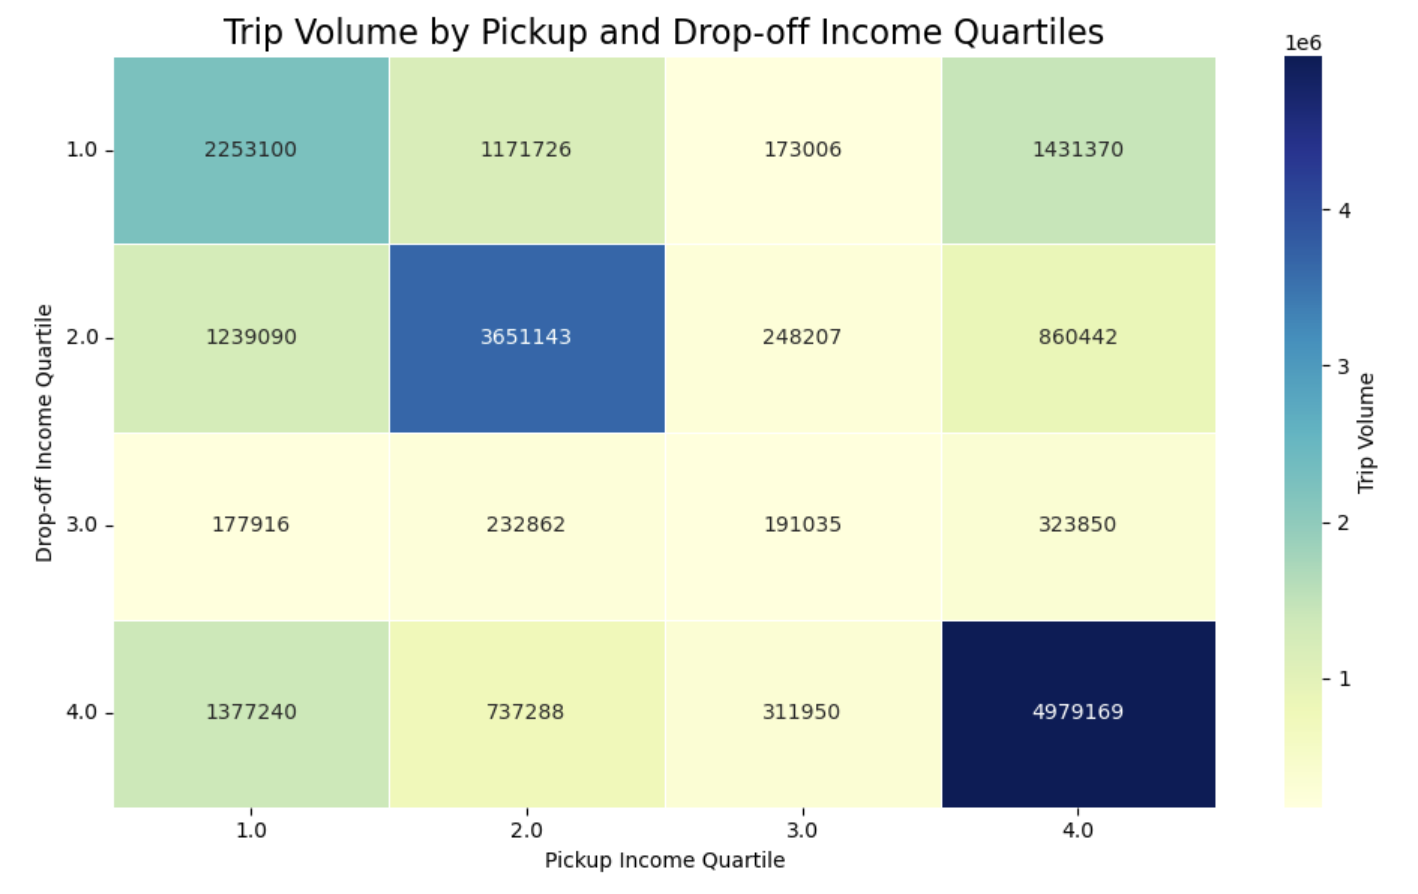 Trip Volume by Pickup and Drop-off Income Quartiles
1e6
1.0
2253100 1171726 173006 1431370
4
2.0
1239090 3651143 248207 860442
3
Drop-off Income Quartile
Trip Volume
3.0
177916 232862 191035 323850
2
1
4.0
1377240 737288 311950 4979169
1.0 2.0 3.0 4.0
Pickup Income Quartile